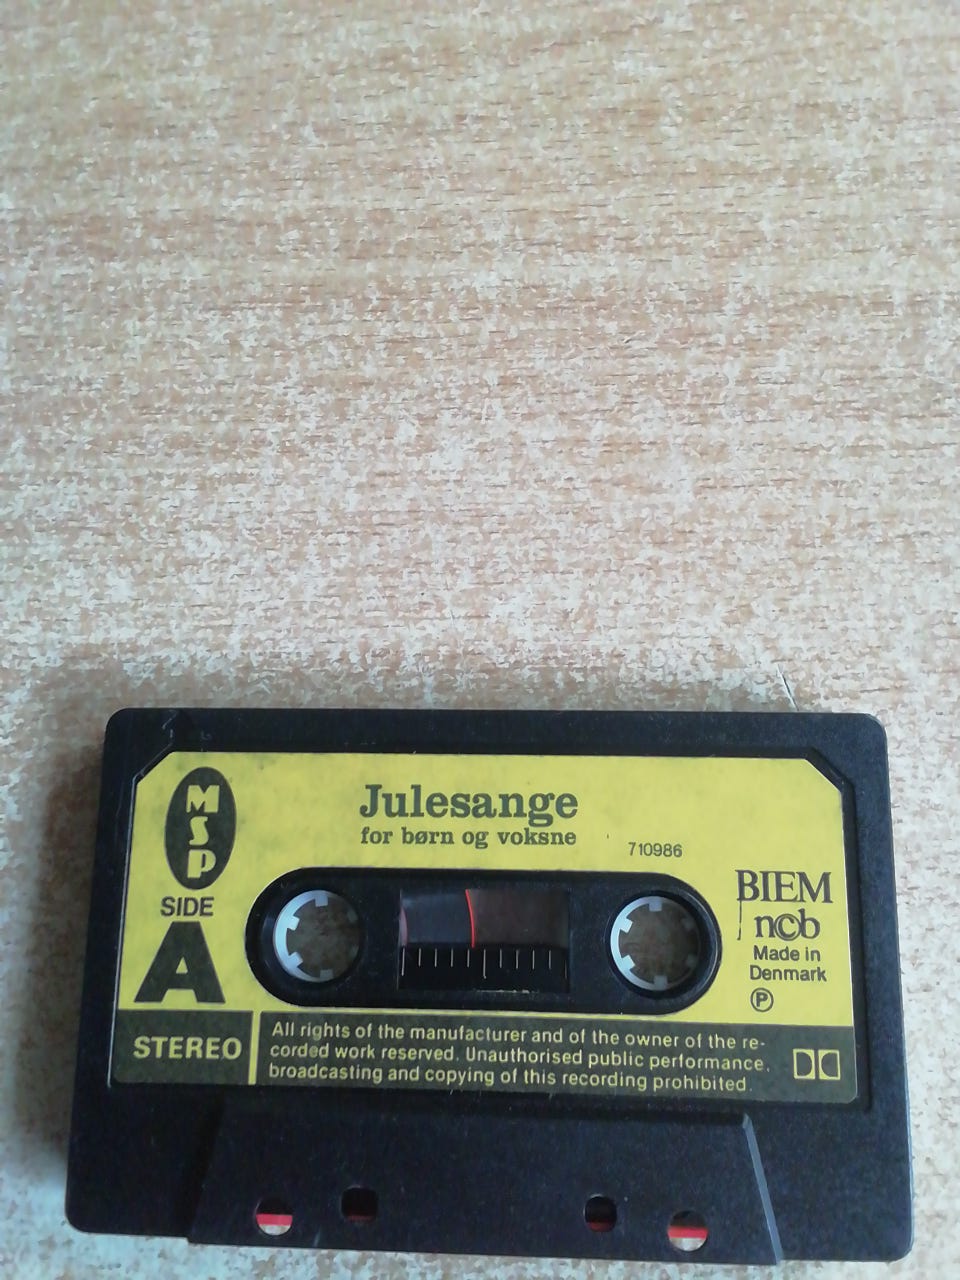 MSP
SIDE
A
STEREO
Julesange
for børn og voksne
710986
BIEM
ncb
Made in
Denmark
Ⓟ
All rights of the manufacturer and of the owner of the re-
corded work reserved. Unauthorised public performance,
broadcasting and copying of this recording prohibited.